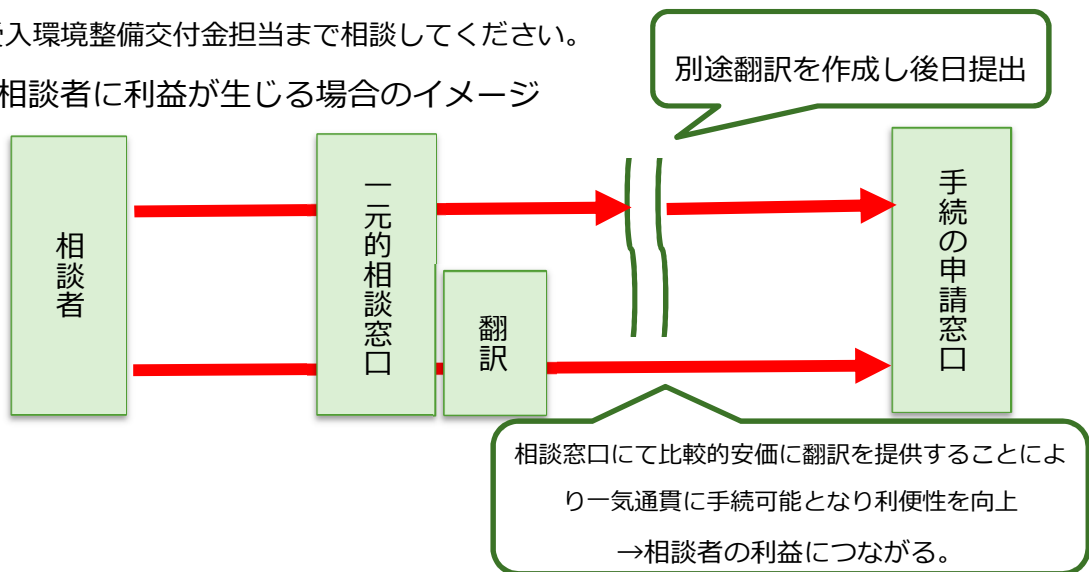 受入環境整備交付金担当まで相談してください。
相談者に利益が生じる場合のイメージ
別途翻訳を作成し後日提出
相談者
一元的相談窓口
翻訳
手続の申請窓口
相談窓口にて比較的安価に翻訳を提供することによ
り一気通貫に手続可能となり利便性を向上
→相談者の利益につながる。